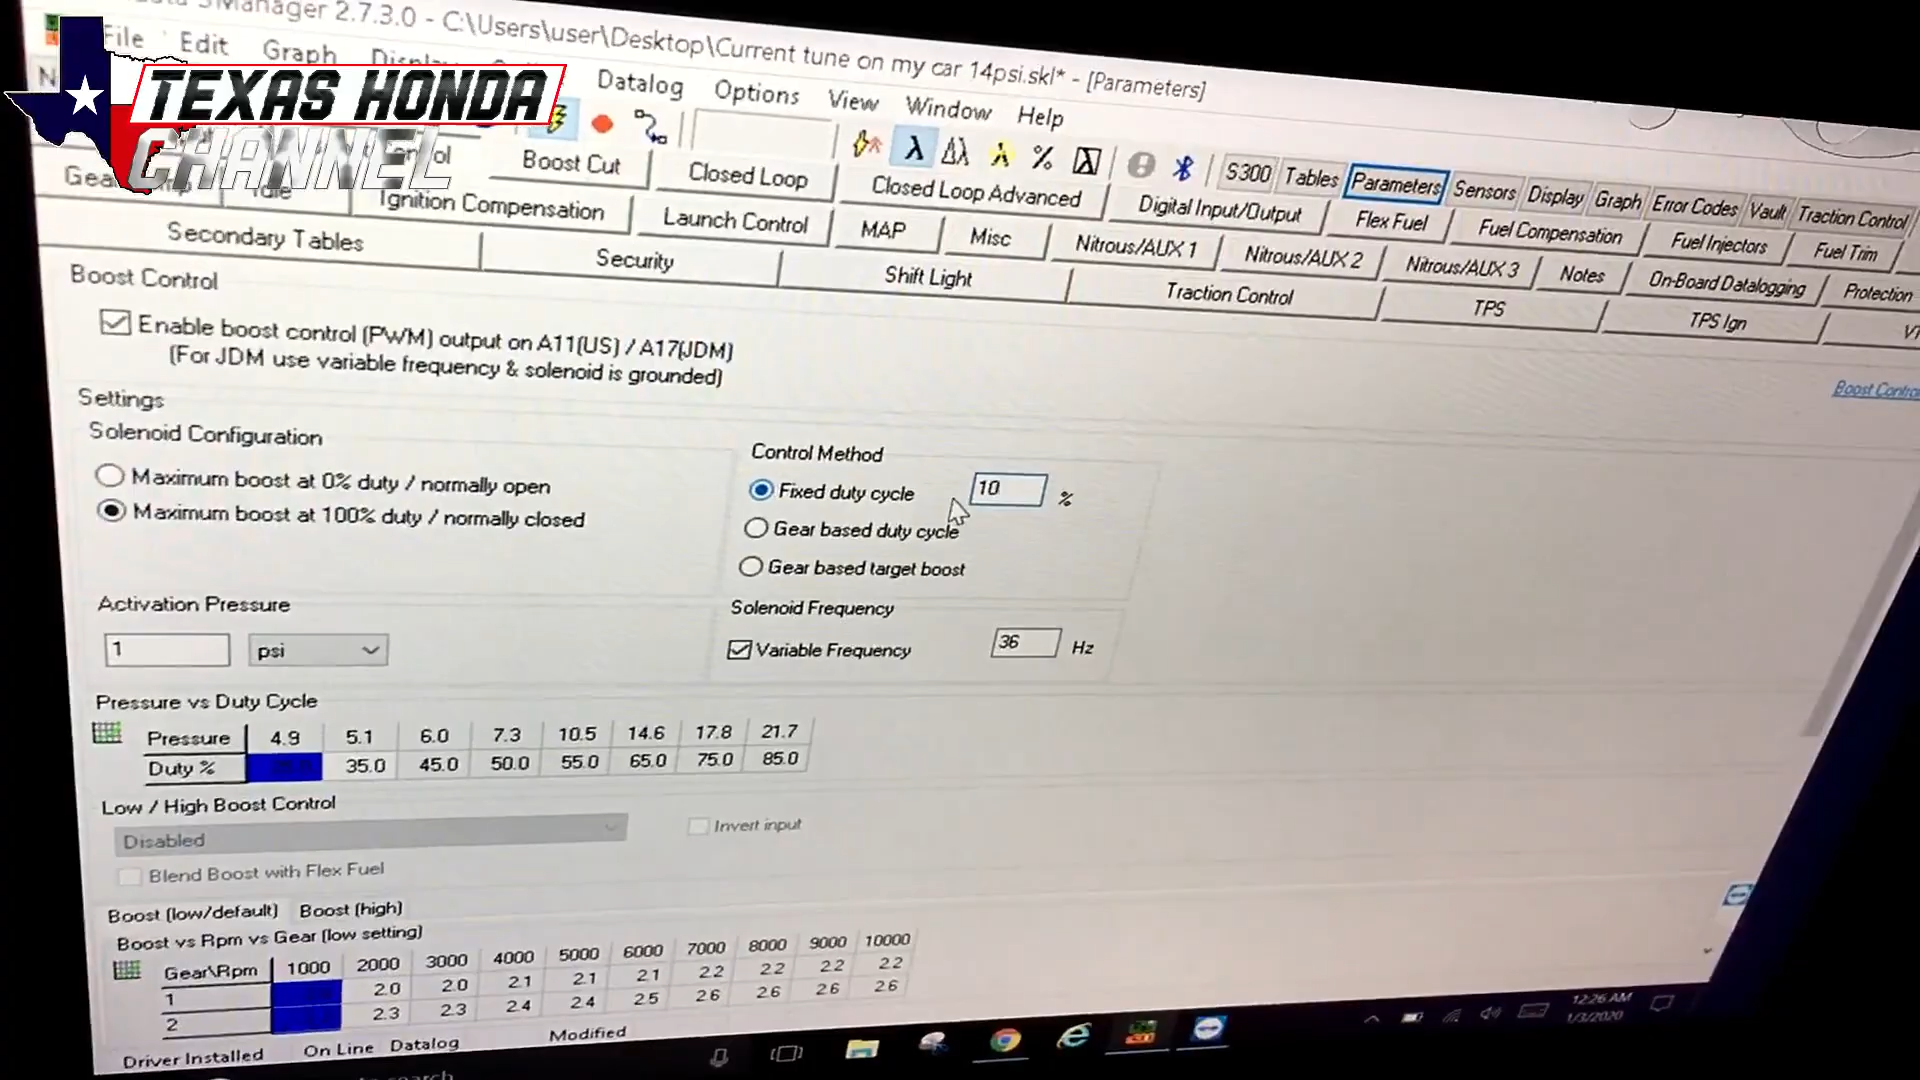 SManager 2.7.3.0 - C:\Users\user\Desktop\Current tune on my car 14psi.skl* - [Parameters]
File Edit Graph Display Datalog Options View Window Help
TEXAS HONDA
CHANNEL
S300 Tables Parameters Sensors Display Graph Error Codes Vault Traction Control
Boost Cut Closed Loop Closed Loop Advanced Digital Input/Output Flex Fuel Fuel Compensation Fuel Injectors Fuel Trim
Idle Ignition Compensation Launch Control MAP Misc Nitrous/AUX 1 Nitrous/AUX 2 Nitrous/AUX 3 Notes On-Board Datalogging Protection
Secondary Tables Security Shift Light Traction Control TPS TPS Ign
Boost Control
Enable boost control (PWM) output on A11(US) / A17(JDM)
(For JDM use variable frequency & solenoid is grounded)
Boost Control
Settings
Solenoid Configuration
Maximum boost at 0% duty / normally open
Maximum boost at 100% duty / normally closed
Control Method
Fixed duty cycle 10 %
Gear based duty cycle
Gear based target boost
Activation Pressure
1 psi
Solenoid Frequency
Variable Frequency 36 Hz
Pressure vs Duty Cycle
Pressure 4.9 5.1 6.0 7.3 10.5 14.6 17.8 21.7
Duty % 35.0 45.0 50.0 55.0 65.0 75.0 85.0
Low / High Boost Control
Disabled Invert input
Blend Boost with Flex Fuel
Boost (low/default) Boost (high)
Boost vs Rpm vs Gear (low setting)
Gear\Rpm 1000 2000 3000 4000 5000 6000 7000 8000 9000 10000
1 2.0 2.0 2.1 2.1 2.1 2.2 2.2 2.2 2.2
2 2.3 2.3 2.4 2.4 2.5 2.6 2.6 2.6 2.6
Driver Installed On Line Datalog Modified
12:26 AM
1/3/2020